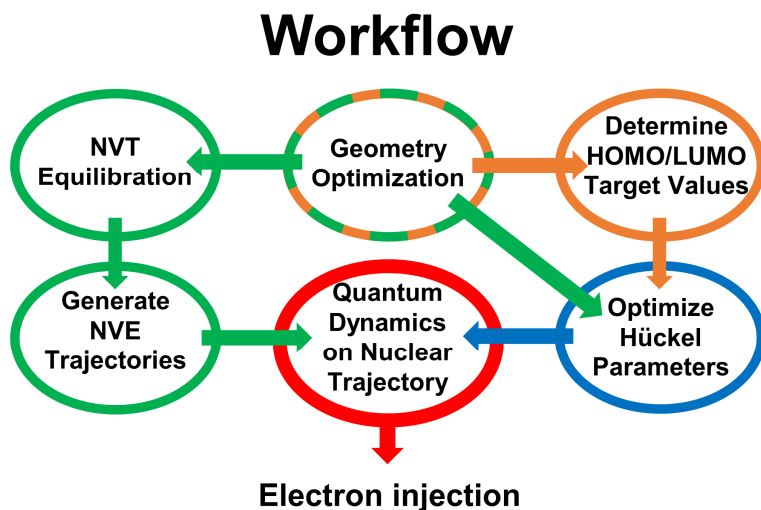 Workflow
NVT
Equilibration
Geometry
Optimization
Determine
HOMO/LUMO
Target Values
Generate
NVE
Trajectories
Quantum
Dynamics
on Nuclear
Trajectory
Optimize
Hückel
Parameters
Electron injection